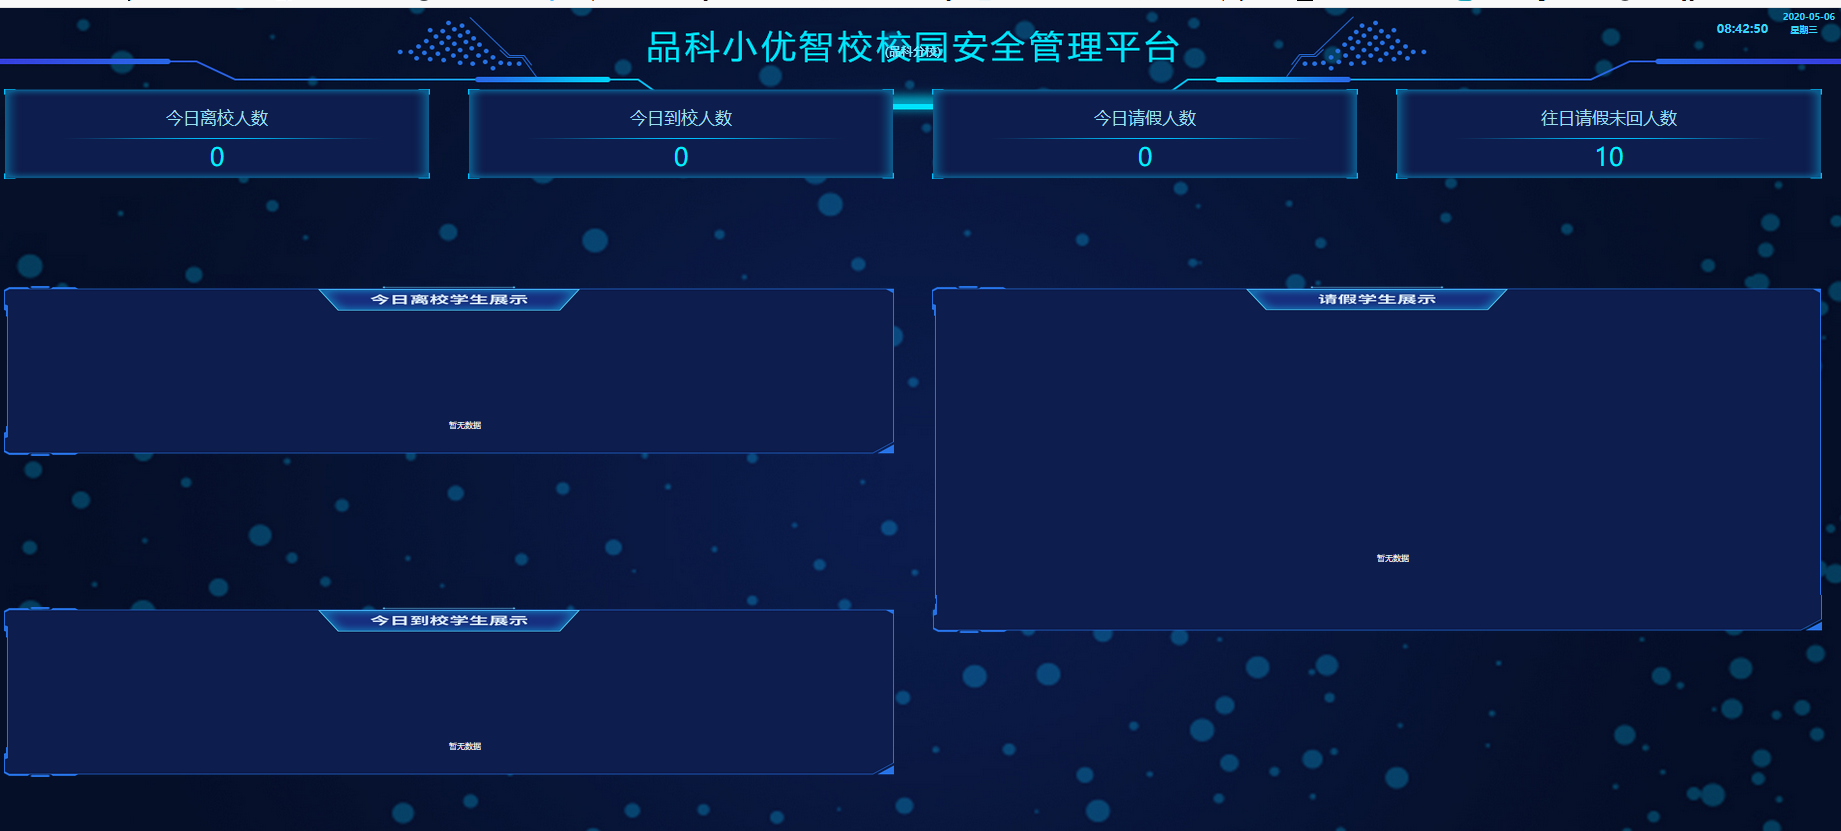 品科小优智校校园安全管理平台
(品科分校)
2020-05-06
08:42:50
星期三
今日离校人数
0
今日到校人数
0
今日请假人数
0
往日请假未回人数
10
今日离校学生展示
暂无数据
请假学生展示
暂无数据
今日到校学生展示
暂无数据